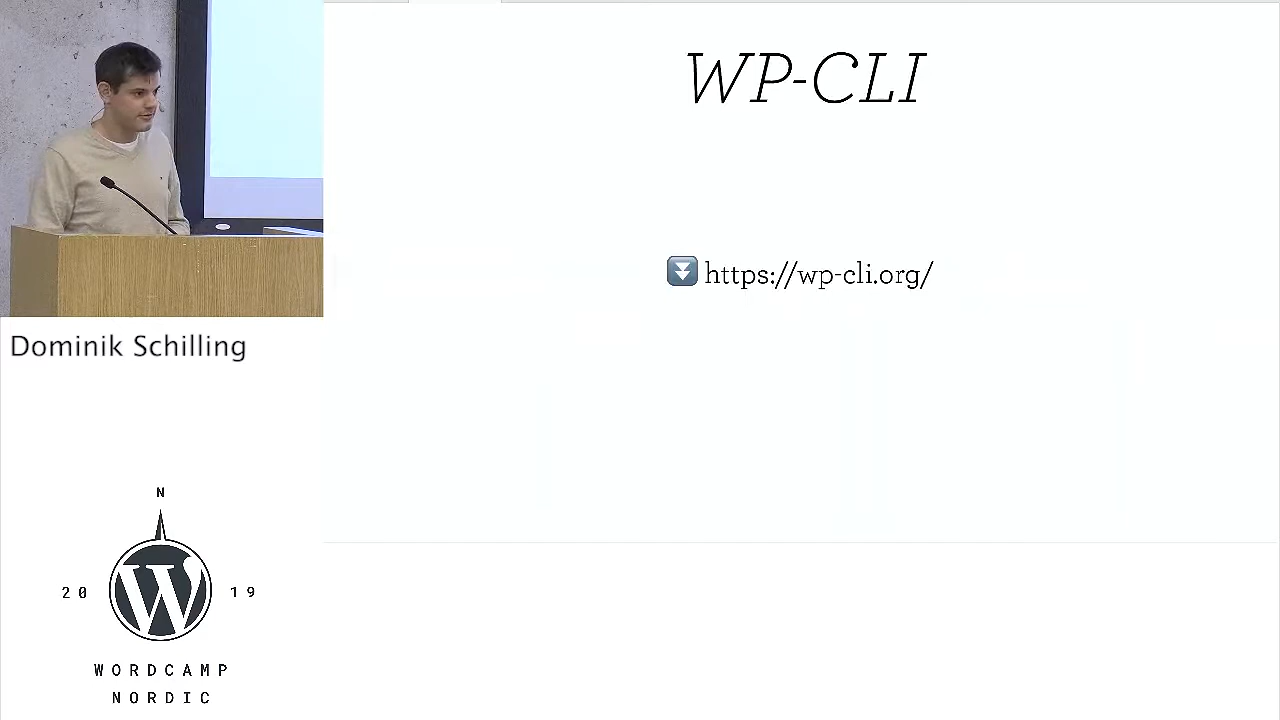 WP-CLI
⏬ https://wp-cli.org/
Dominik Schilling
N
20 19
WORDCAMP
NORDIC